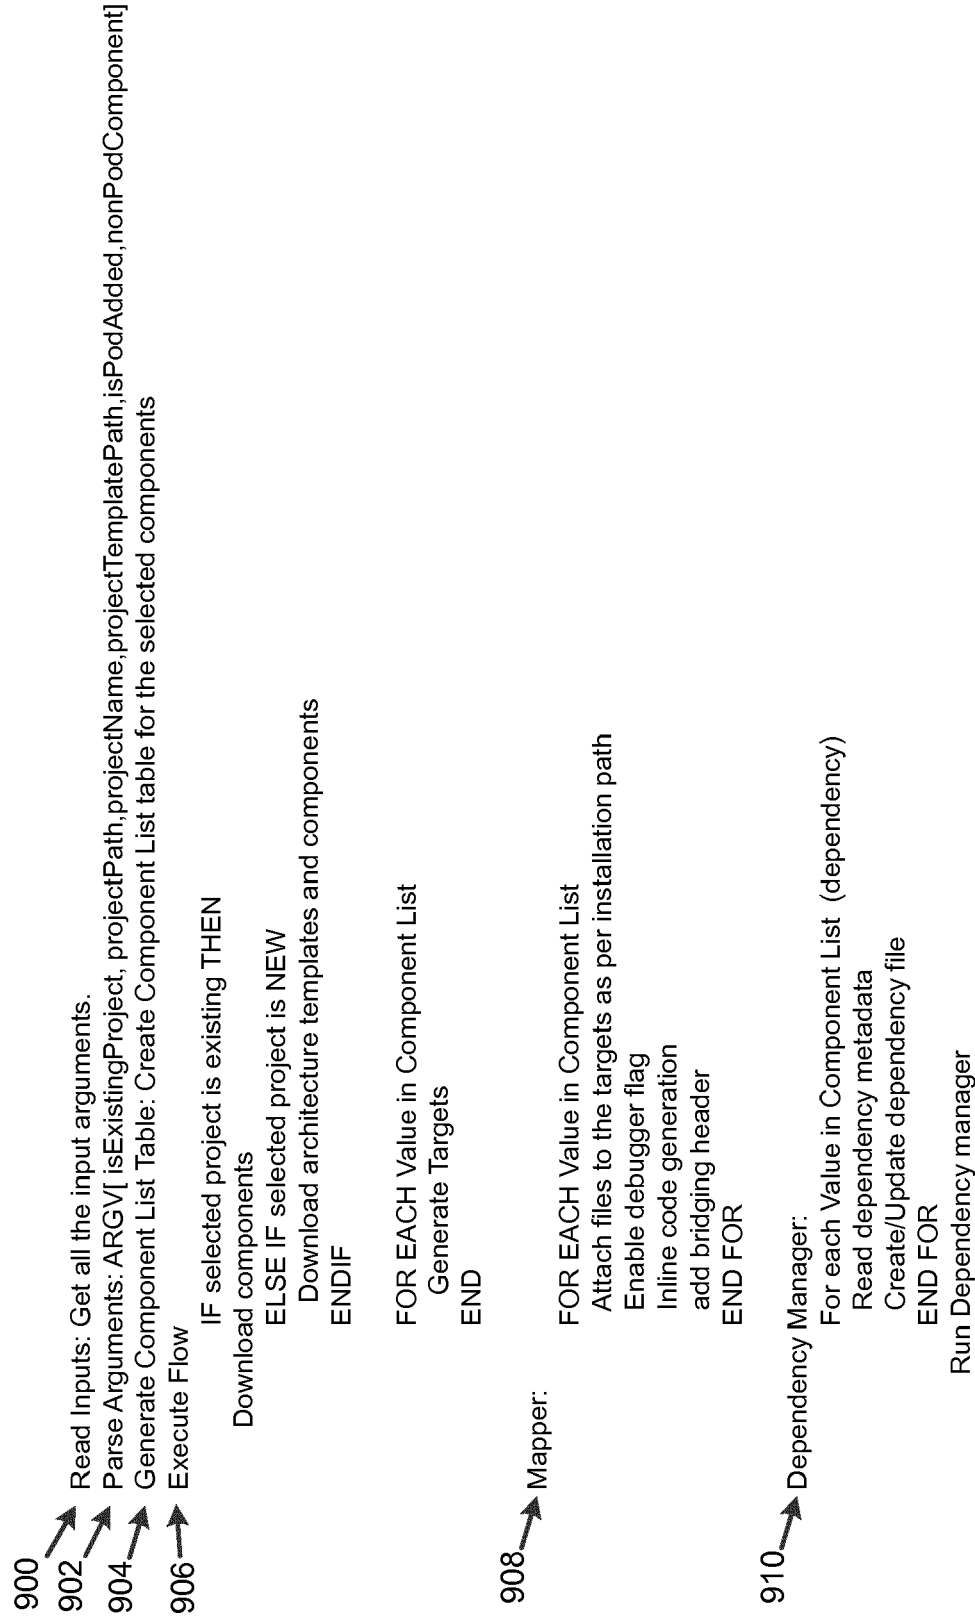 900 Read Inputs: Get all the input arguments.
902 Parse Arguments: ARGV[ isExistingProject, projectPath,projectName,projectTemplatePath,isPodAdded,nonPodComponent]
904 Generate Component List Table: Create Component List table for the selected components
906 Execute Flow
IF selected project is existing THEN
Download components
ELSE IF selected project is NEW
Download architecture templates and components
ENDIF
FOR EACH Value in Component List
Generate Targets
END
908 Mapper:
FOR EACH Value in Component List
Attach files to the targets as per installation path
Enable debugger flag
Inline code generation
add bridging header
END FOR
910 Dependency Manager:
For each Value in Component List (dependency)
Read dependency metadata
Create/Update dependency file
END FOR
Run Dependency manager